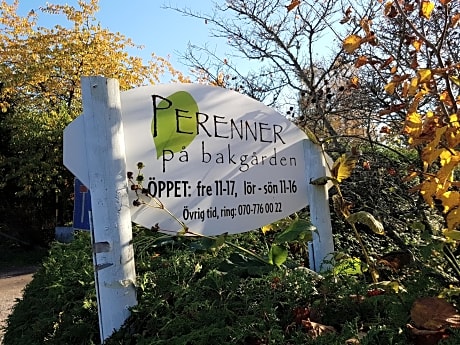 PERENNER
på bakgården
ÖPPET: fre 11-17, lör - sön 11-16
Övrig tid, ring: 070-776 00 22